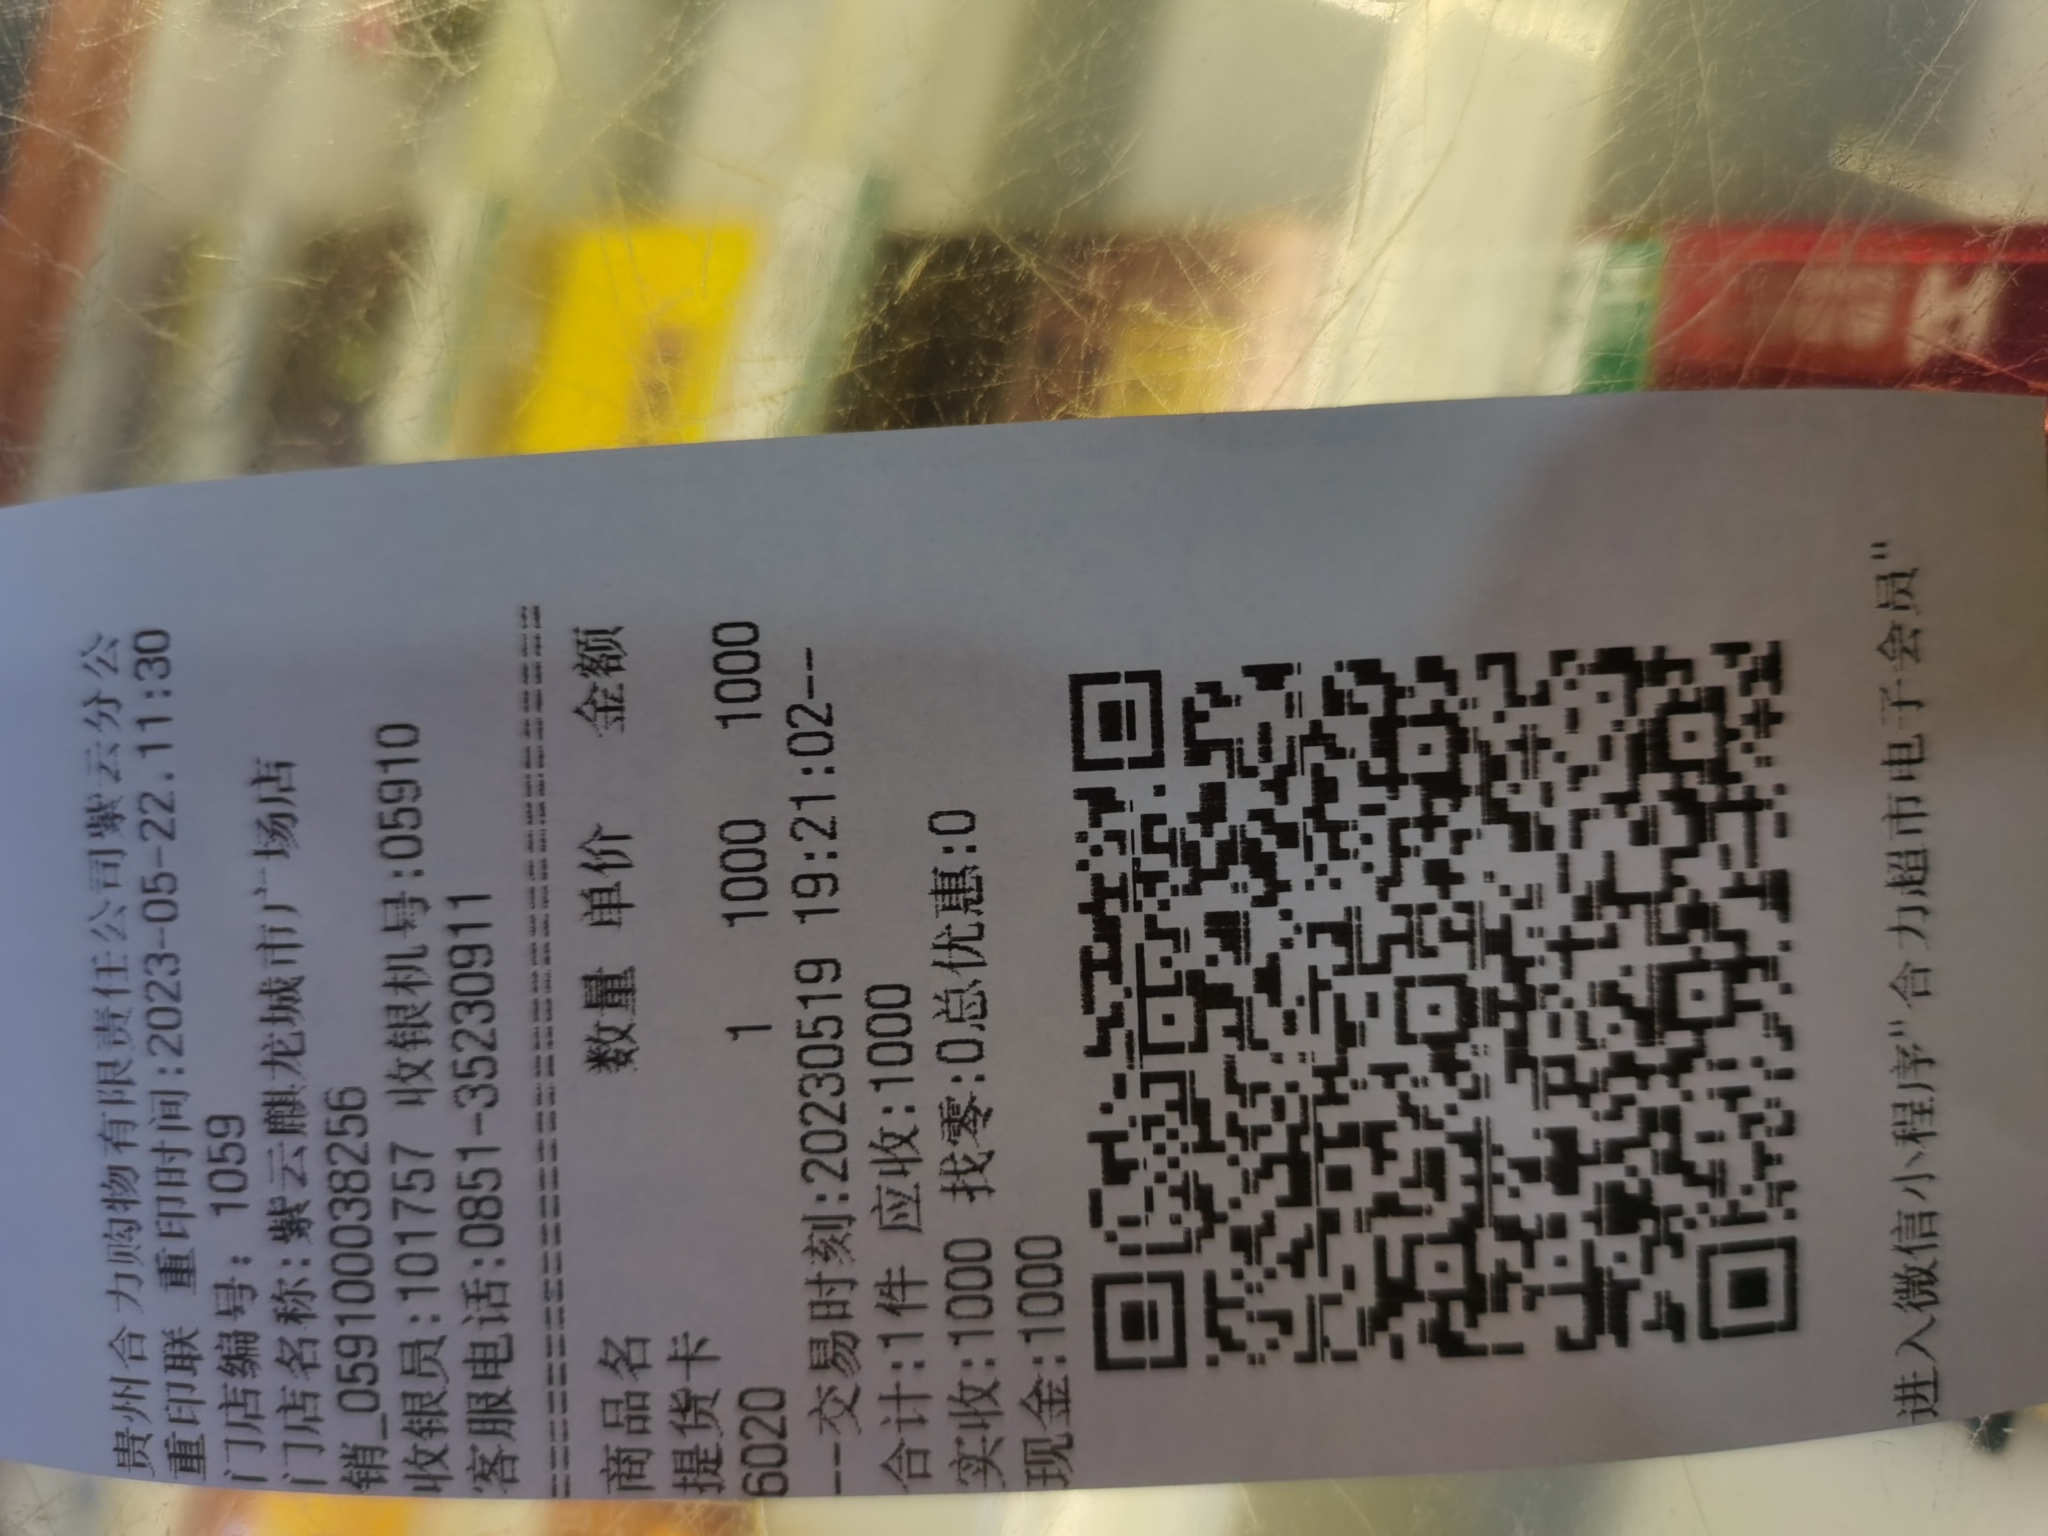 贵州合力购物有限责任公司紫云分公
重印联 重印时间:2023-05-22.11:30
门店编号: 1059
门店名称:紫云麒龙城市广场店
销_0591000038256
收银员:101757 收银机号:05910
客服电话:0851-35230911
商品名 数量 单价 金额
提货卡
6020 1 1000 1000
--交易时刻:20230519 19:21:02--
合计:1件 应收:1000
实收:1000 找零:0总优惠:0
现金:1000
进入微信小程序"合力超市电子会员"